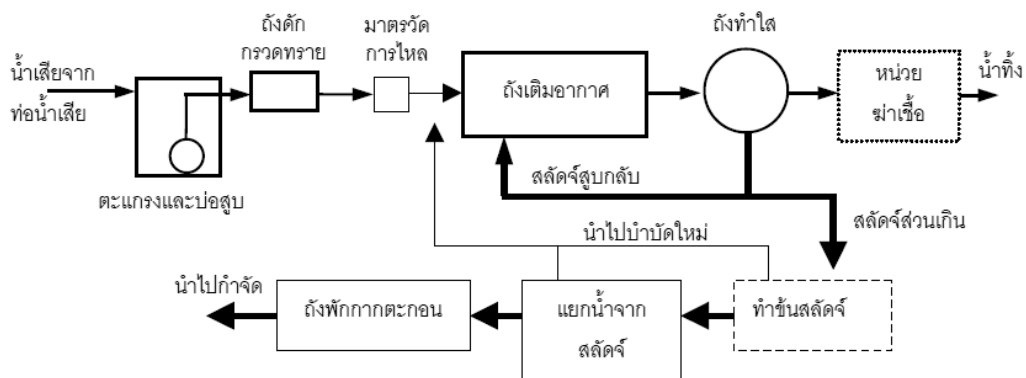 ถังดัก
กรวดทราย
มาตรวัด
การไหล
ถังทำใส
น้ำเสียจาก
ท่อน้ำเสีย
ถังเติมอากาศ
หน่วย
ฆ่าเชื้อ
น้ำทิ้ง
ตะแกรงและบ่อสูบ
สลัดจ์สูบกลับ
สลัดจ์ส่วนเกิน
นำไปบำบัดใหม่
นำไปกำจัด
ถังพักกากตะกอน
แยกน้ำจาก
สลัดจ์
ทำข้นสลัดจ์